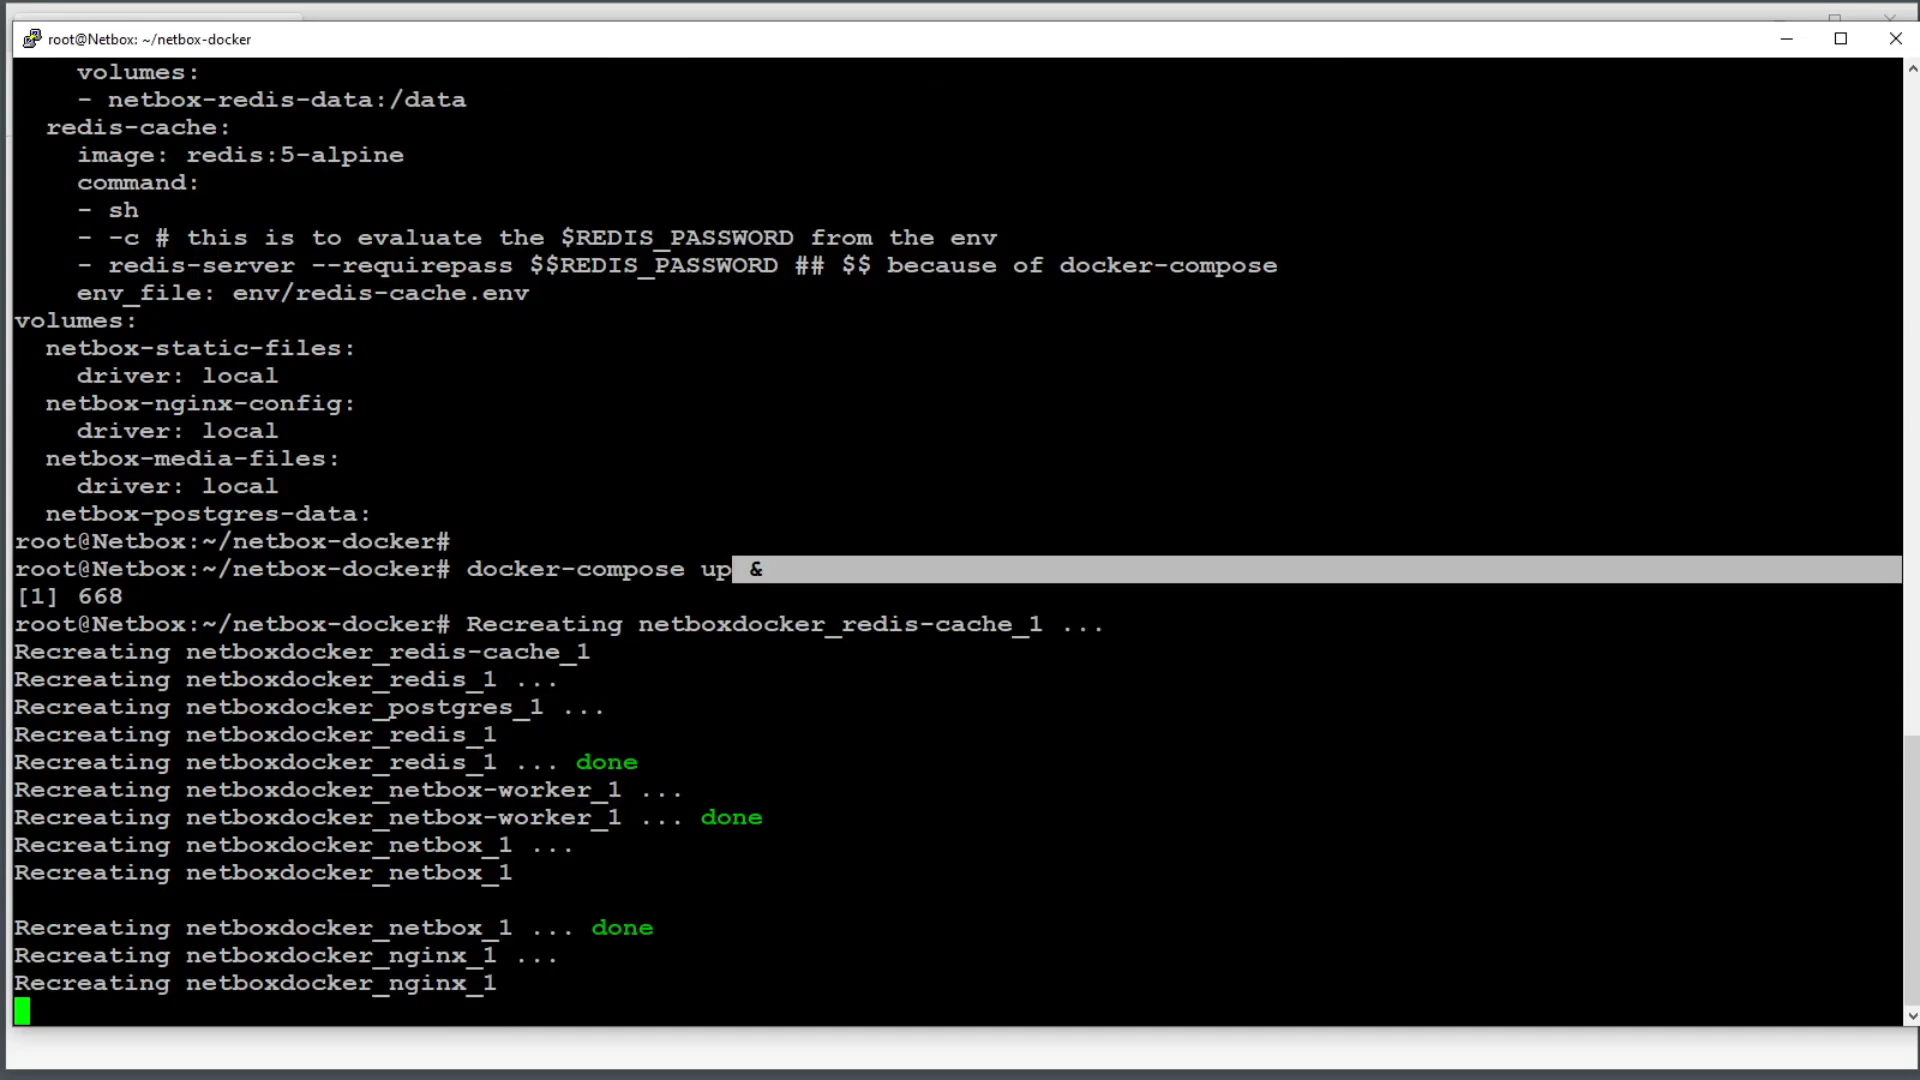 root@Netbox: ~/netbox-docker
volumes:
- netbox-redis-data:/data
redis-cache:
image: redis:5-alpine
command:
- sh
- -c # this is to evaluate the $REDIS_PASSWORD from the env
- redis-server --requirepass $$REDIS_PASSWORD ## $$ because of docker-compose
env_file: env/redis-cache.env
volumes:
netbox-static-files:
driver: local
netbox-nginx-config:
driver: local
netbox-media-files:
driver: local
netbox-postgres-data:
root@Netbox:~/netbox-docker#
root@Netbox:~/netbox-docker# docker-compose up &
[1] 668
root@Netbox:~/netbox-docker# Recreating netboxdocker_redis-cache_1 ...
Recreating netboxdocker_redis-cache_1
Recreating netboxdocker_redis_1 ...
Recreating netboxdocker_postgres_1 ...
Recreating netboxdocker_redis_1
Recreating netboxdocker_redis_1 ... done
Recreating netboxdocker_netbox-worker_1 ...
Recreating netboxdocker_netbox-worker_1 ... done
Recreating netboxdocker_netbox_1 ...
Recreating netboxdocker_netbox_1
Recreating netboxdocker_netbox_1 ... done
Recreating netboxdocker_nginx_1 ...
Recreating netboxdocker_nginx_1